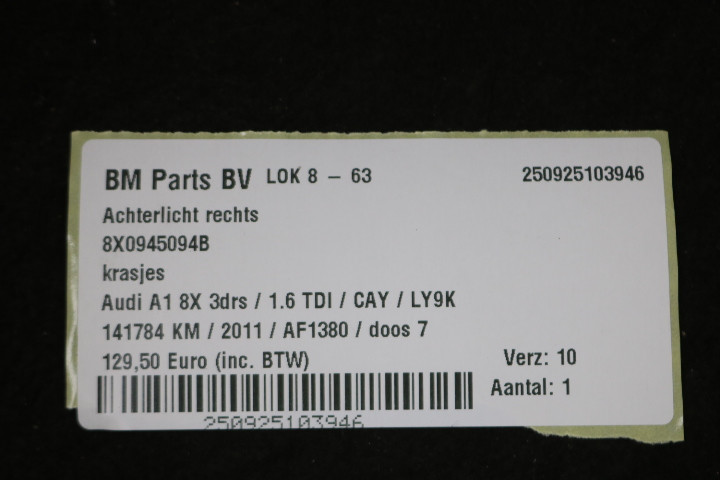 BM Parts BV LOK 8 – 63 250925103946
Achterlicht rechts
8X0945094B
krasjes
Audi A1 8X 3drs / 1.6 TDI / CAY / LY9K
141784 KM / 2011 / AF1380 / doos 7
129,50 Euro (inc. BTW) Verz: 10
Aantal: 1
250925103946